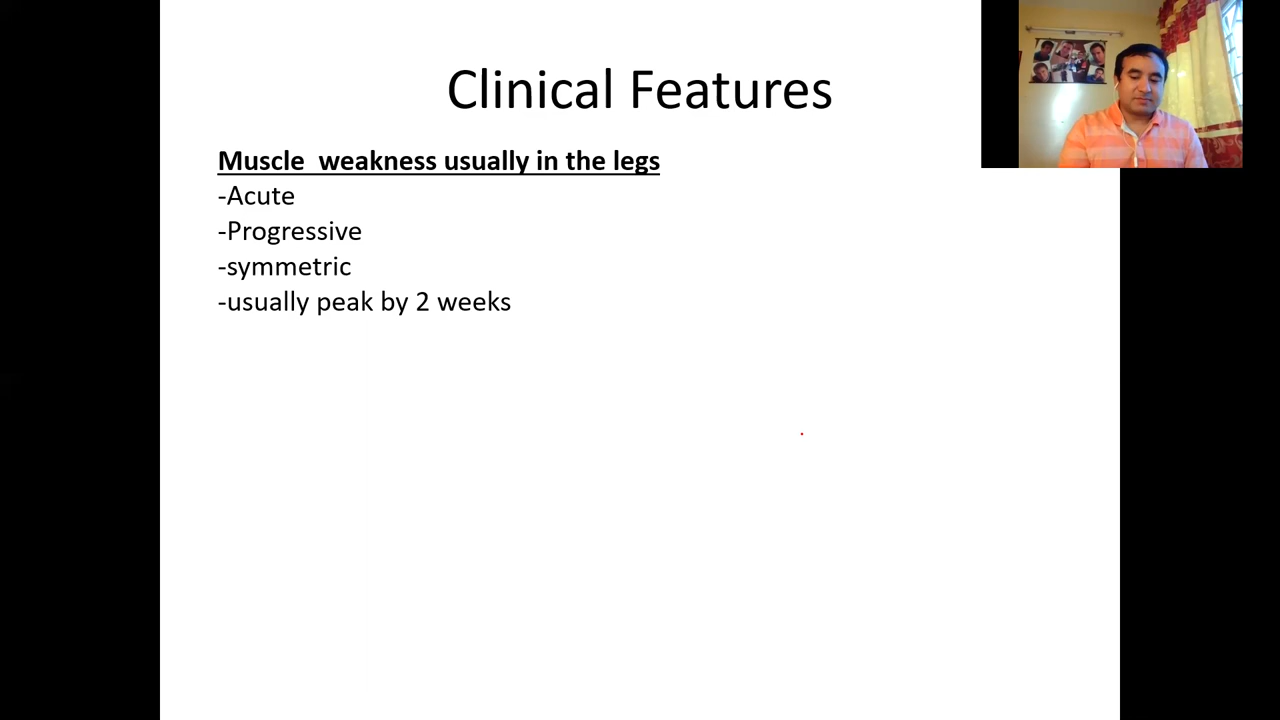 Clinical Features
Muscle  weakness usually in the legs
-Acute
-Progressive
-symmetric
-usually peak by 2 weeks